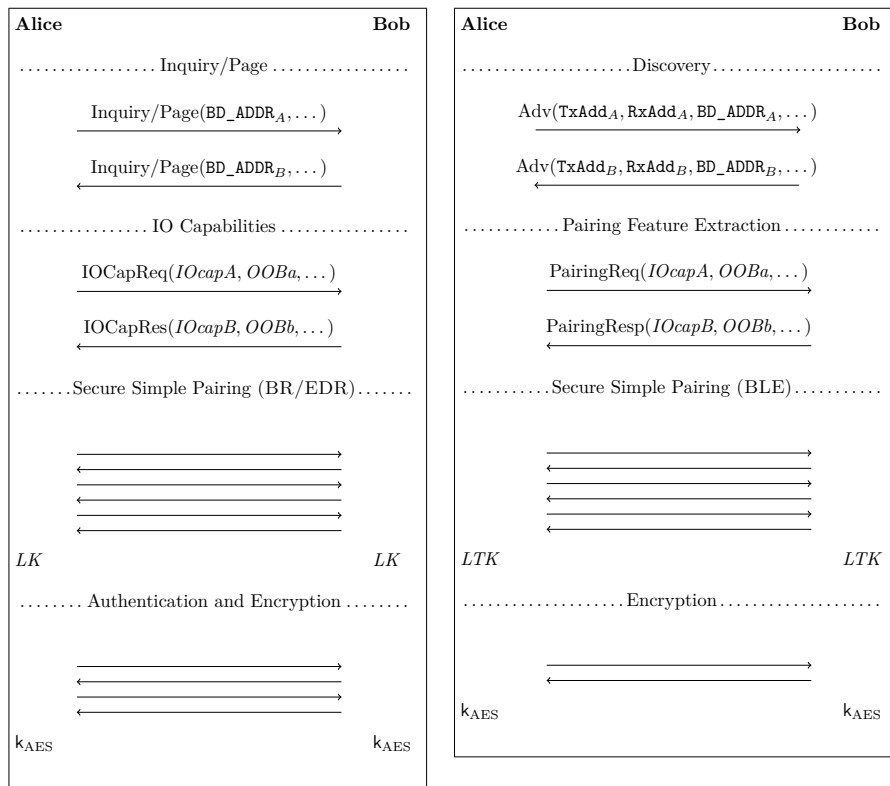 Alice Bob
................. Inquiry/Page .................
Inquiry/Page(BD_ADDR_A, ...)
Inquiry/Page(BD_ADDR_B, ...)
................ IO Capabilities ................
IOCapReq(IOcapA, OOBa, ...)
IOCapRes(IOcapB, OOBb, ...)
.......Secure Simple Pairing (BR/EDR).......
LK LK
........ Authentication and Encryption ........
k_AES k_AES
Alice Bob
.....................Discovery.....................
Adv(TxAdd_A, RxAdd_A, BD_ADDR_A, ...)
Adv(TxAdd_B, RxAdd_B, BD_ADDR_B, ...)
............Pairing Feature Extraction............
PairingReq(IOcapA, OOBa, ...)
PairingResp(IOcapB, OOBb, ...)
...........Secure Simple Pairing (BLE)...........
LTK LTK
....................Encryption....................
k_AES k_AES